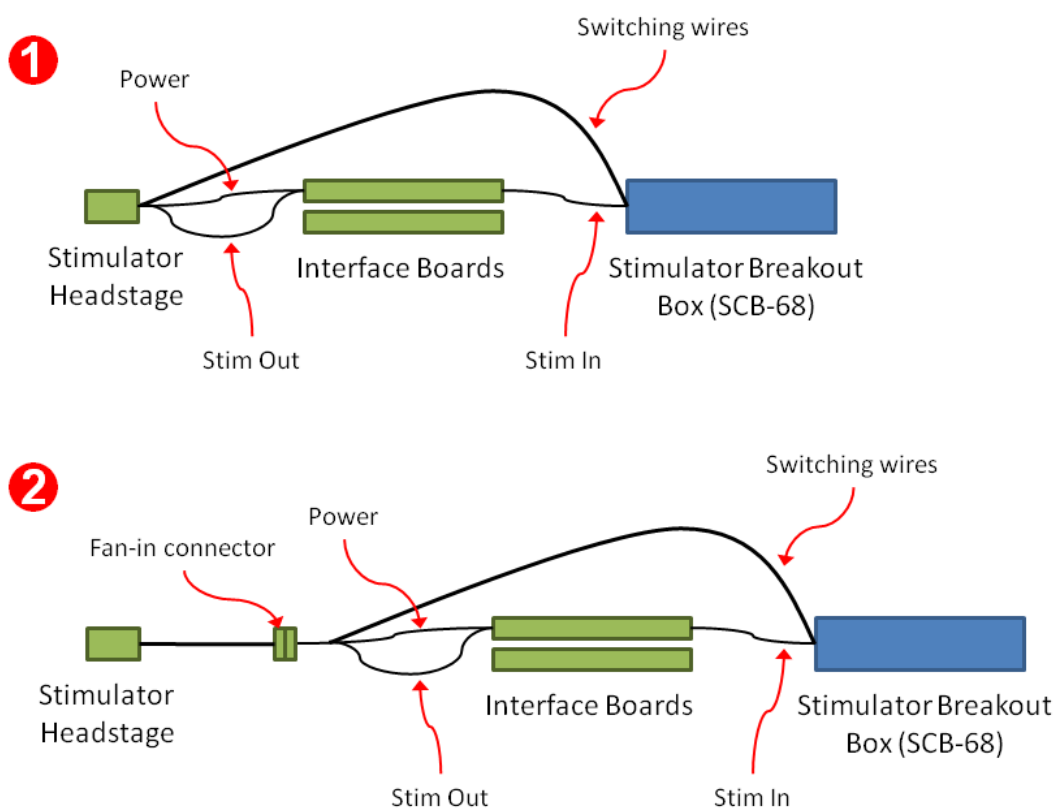 1
Switching wires
Power
Stimulator
Headstage
Interface Boards
Stimulator Breakout
Box (SCB-68)
Stim Out
Stim In
2
Switching wires
Power
Fan-in connector
Stimulator
Headstage
Interface Boards
Stimulator Breakout
Box (SCB-68)
Stim Out
Stim In